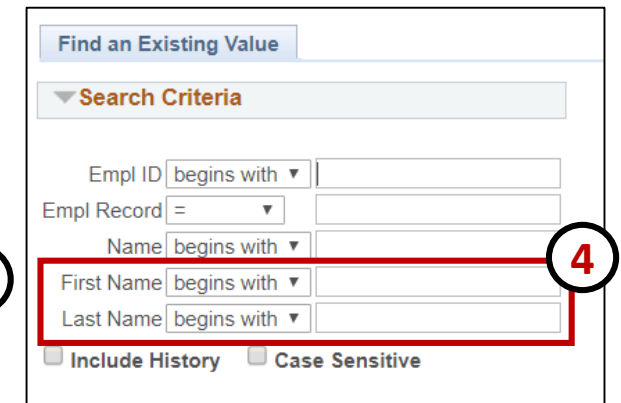 Find an Existing Value
Search Criteria
Empl ID begins with
Empl Record =
Name begins with
4
First Name begins with
Last Name begins with
Include History Case Sensitive